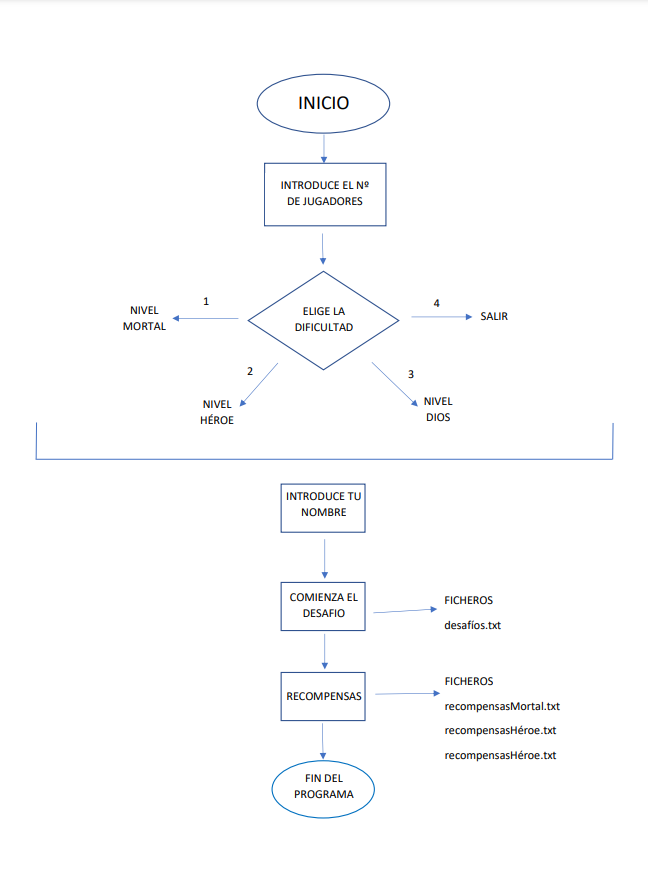 INICIO
INTRODUCE EL Nº
DE JUGADORES
ELIGE LA
DIFICULTAD
1
NIVEL
MORTAL
4
SALIR
2
NIVEL
HÉROE
3
NIVEL
DIOS
INTRODUCE TU
NOMBRE
COMIENZA EL
DESAFIO
FICHEROS
desafíos.txt
RECOMPENSAS
FICHEROS
recompensasMortal.txt
recompensasHéroe.txt
recompensasHéroe.txt
FIN DEL
PROGRAMA